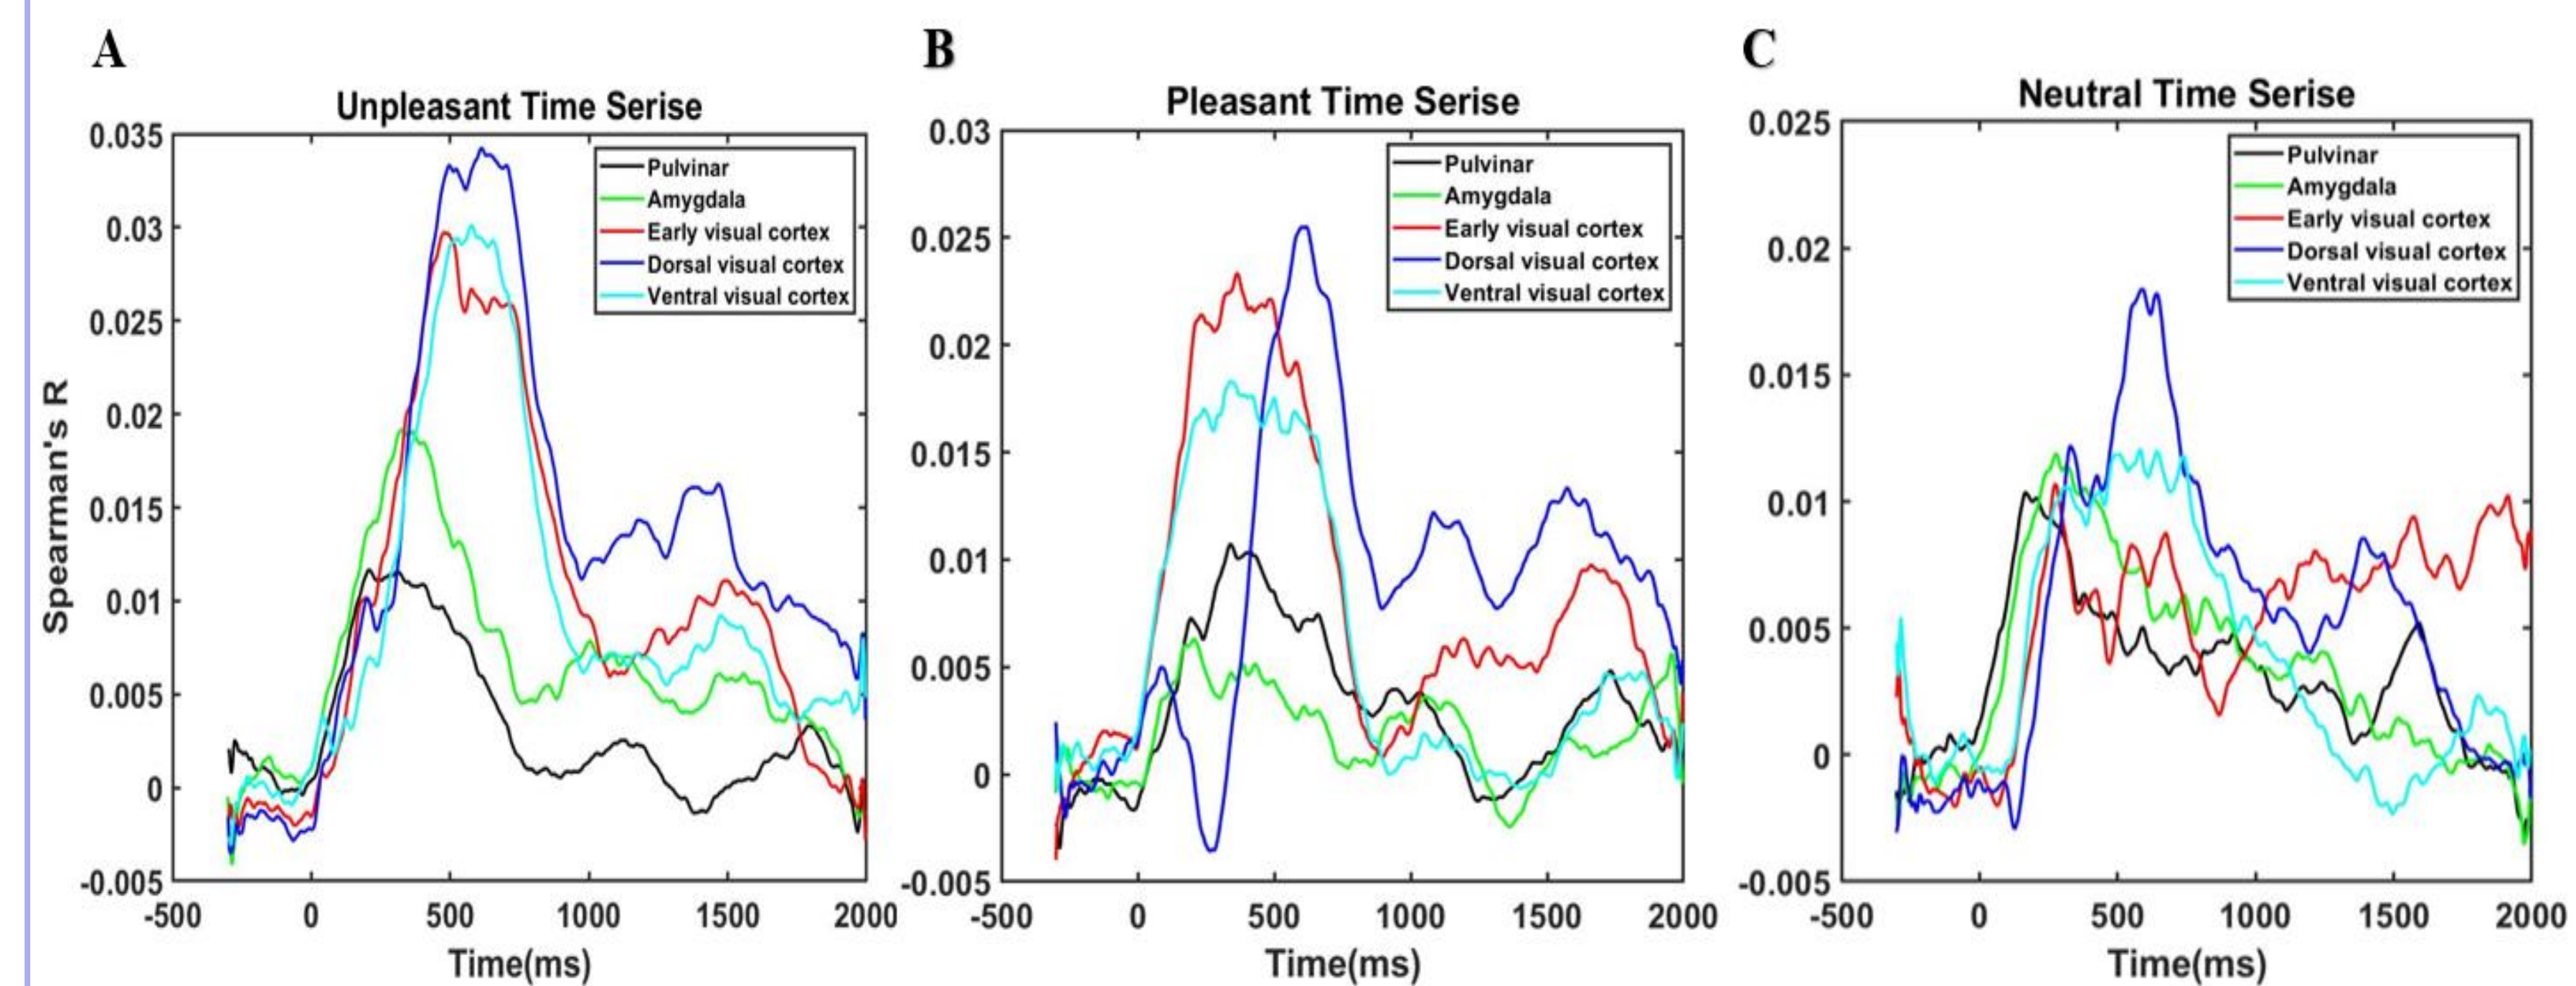 A
Unpleasant Time Serise
0.035
0.03
0.025
0.02
0.015
0.01
0.005
0
-0.005
-500 0 500 1000 1500 2000
Spearman's R
Time(ms)
Pulvinar
Amygdala
Early visual cortex
Dorsal visual cortex
Ventral visual cortex
B
Pleasant Time Serise
0.03
0.025
0.02
0.015
0.01
0.005
0
-0.005
-500 0 500 1000 1500 2000
Time(ms)
Pulvinar
Amygdala
Early visual cortex
Dorsal visual cortex
Ventral visual cortex
C
Neutral Time Serise
0.025
0.02
0.015
0.01
0.005
0
-0.005
-500 0 500 1000 1500 2000
Time(ms)
Pulvinar
Amygdala
Early visual cortex
Dorsal visual cortex
Ventral visual cortex